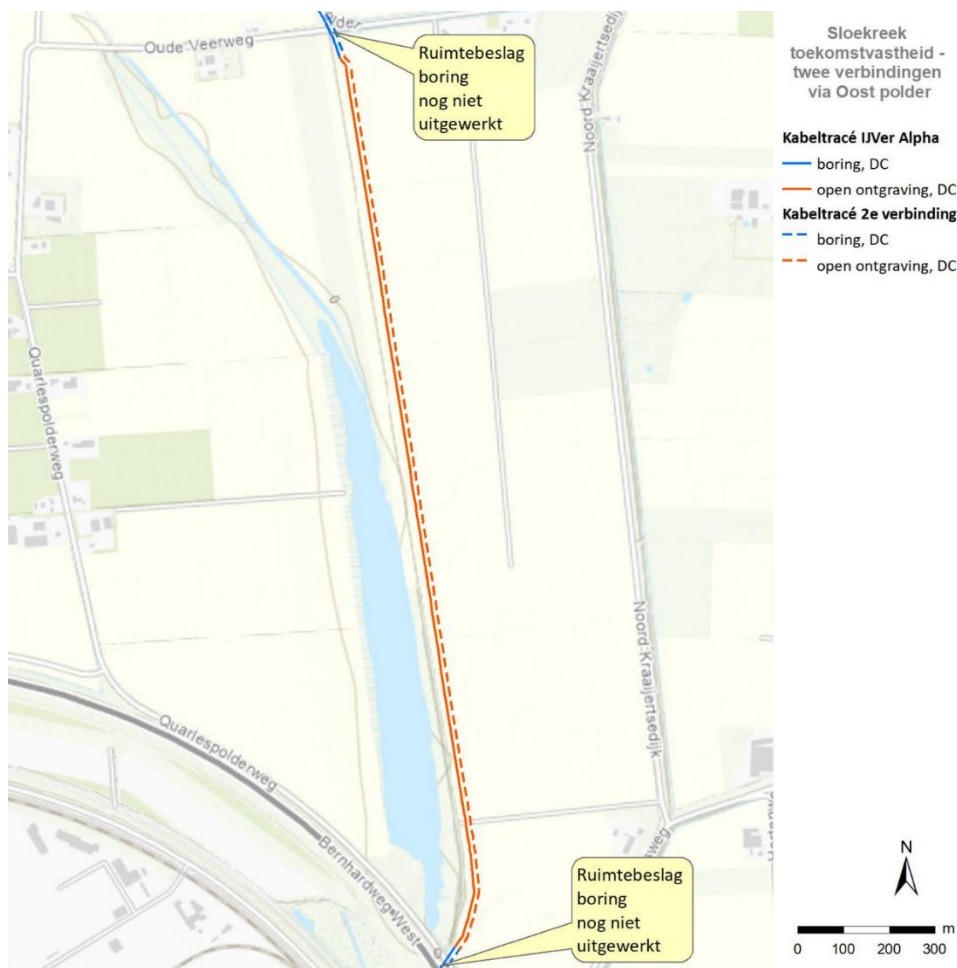 Oude Veerweg
Ruimtebeslag
boring
nog niet
uitgewerkt
Noord-Kraaijertsedijk
0
Quarlespolderweg
Noord-Kraaijertsedijk
Quarlespolderweg
Bernhardweg-West
0
Ruimtebeslag
boring
nog niet
uitgewerkt
Sloekreek
toekomstvastheid -
twee verbindingen
via Oost polder
Kabeltracé IJVer Alpha
boring, DC
open ontgraving, DC
Kabeltracé 2e verbinding
boring, DC
open ontgraving, DC
N
m
0 100 200 300